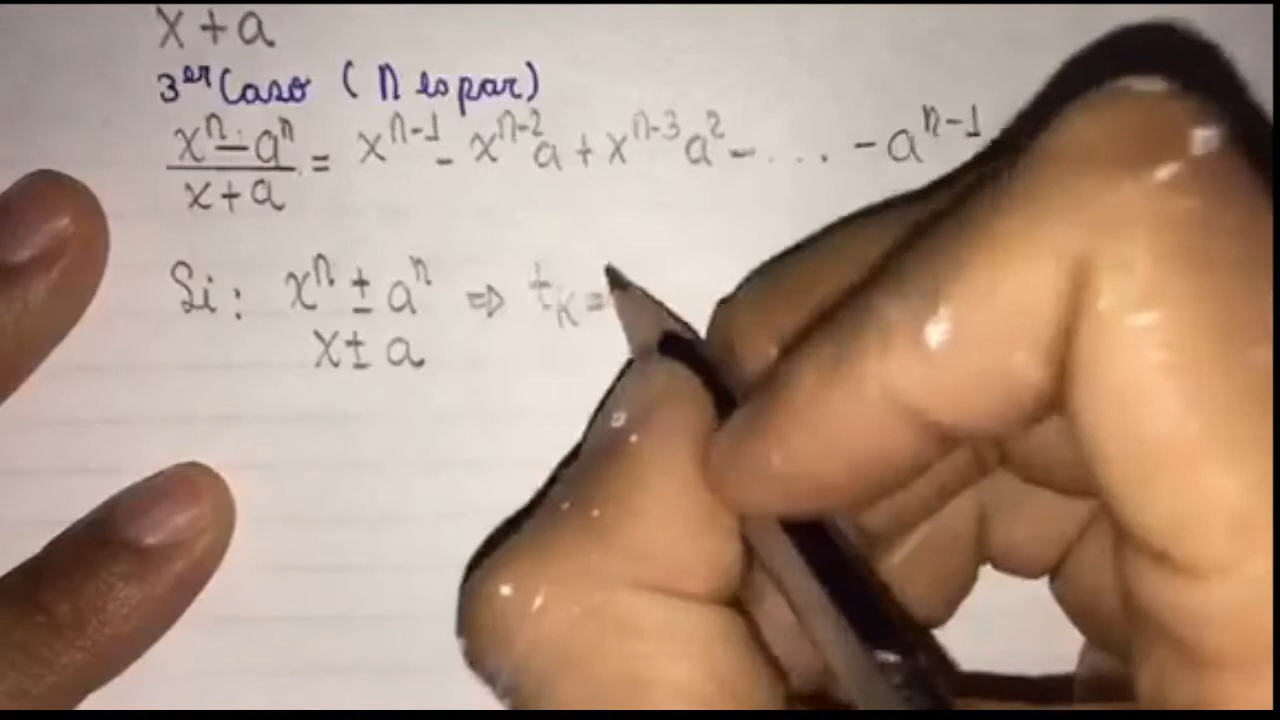 x + a
3er Caso (n es par)
xⁿ - aⁿ / x + a = xⁿ⁻¹ - xⁿ⁻²a + xⁿ⁻³a² - .... - aⁿ⁻¹
Si: xⁿ ± aⁿ ⇒ tₖ =
x ± a